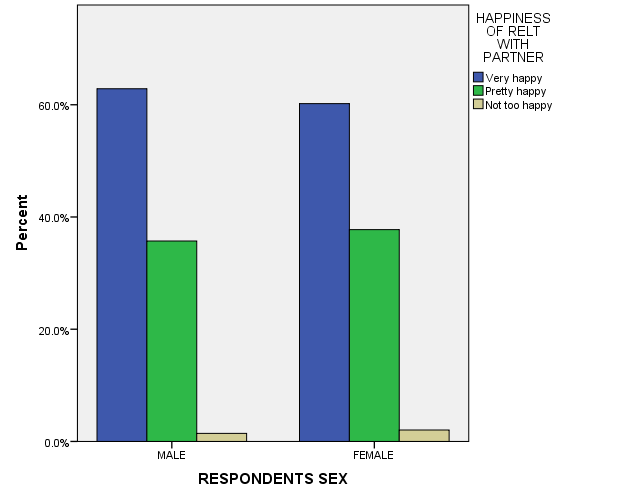 HAPPINESS
OF RELT
WITH
PARTNER
Very happy
Pretty happy
Not too happy
60.0%
40.0%
20.0%
0.0%
Percent
MALE
FEMALE
RESPONDENTS SEX